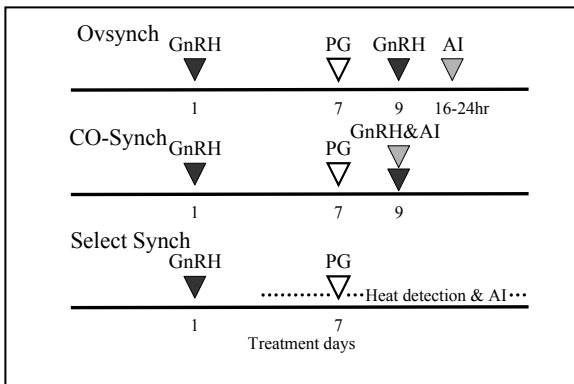 Ovsynch
GnRH PG GnRH AI
1 7 9 16-24hr
CO-Synch
GnRH PG GnRH&AI
1 7 9
Select Synch
GnRH PG
Heat detection & AI
1 7
Treatment days